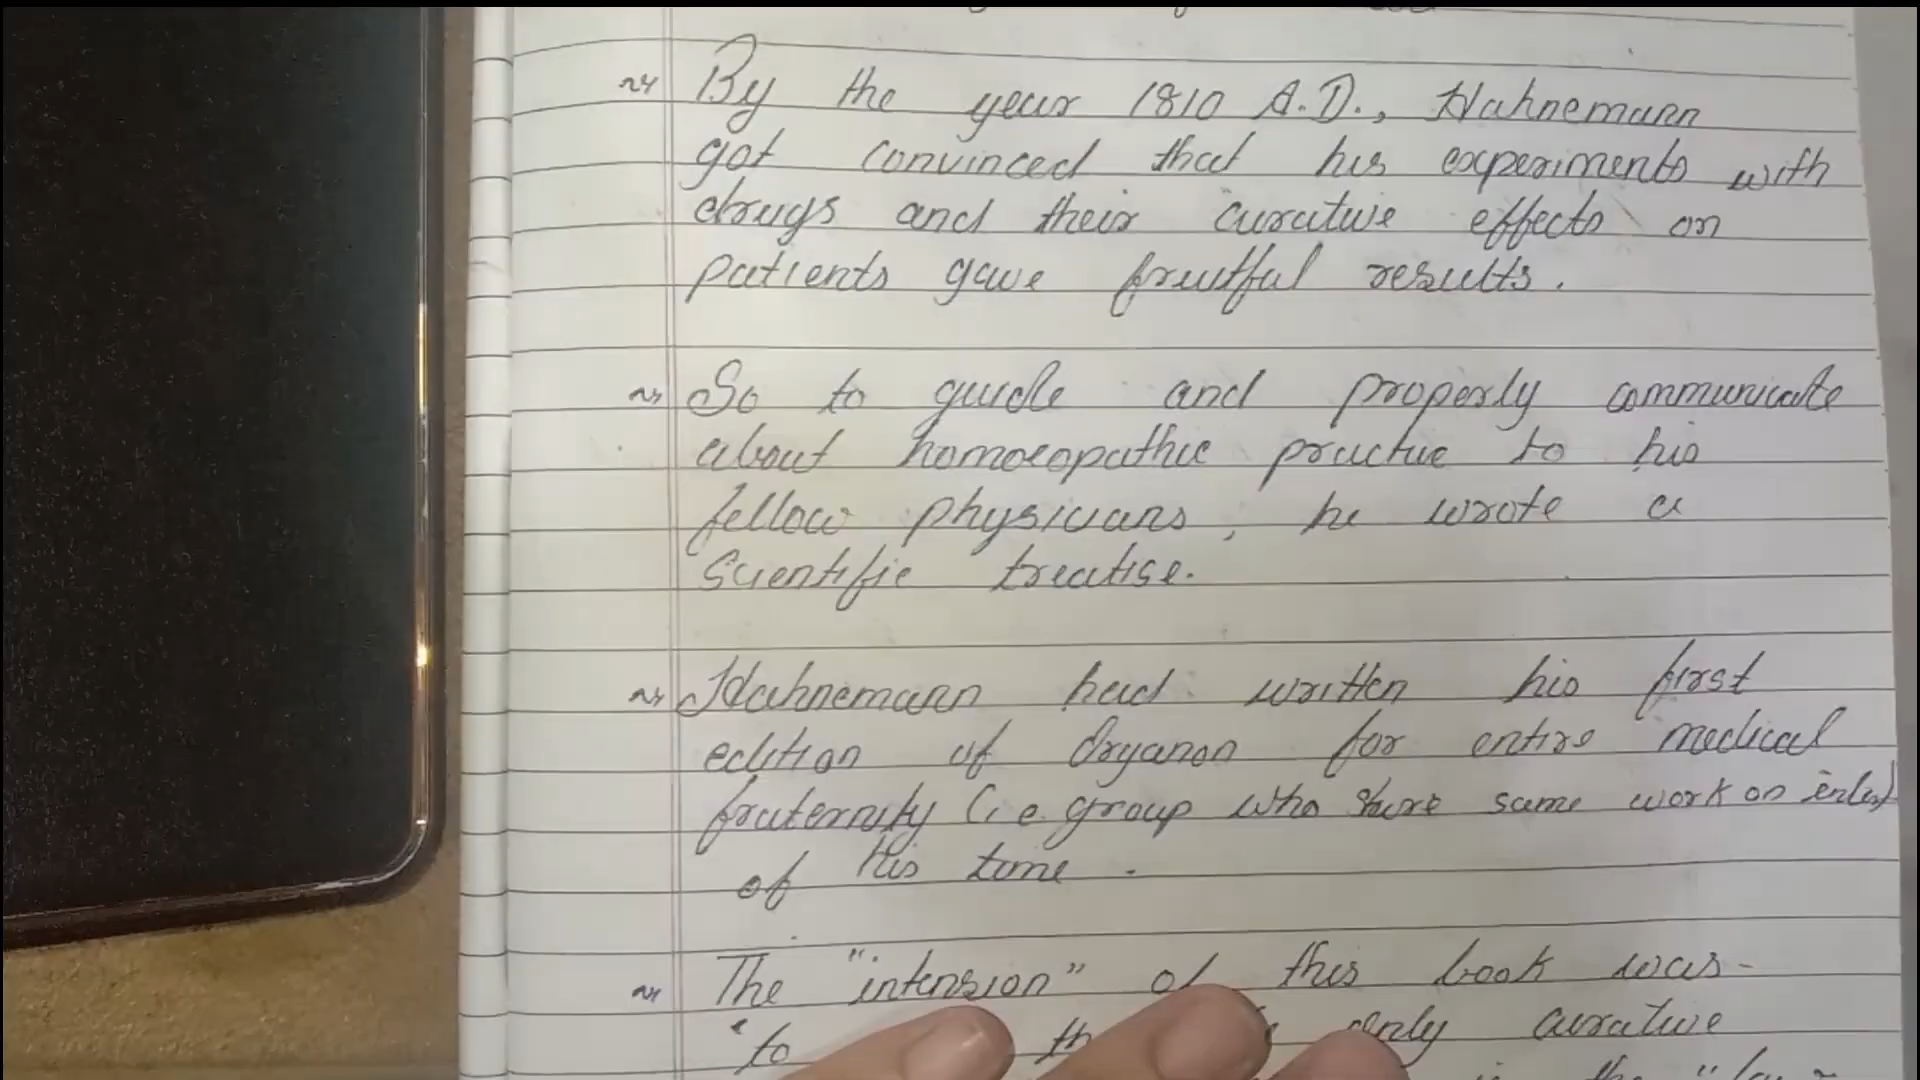 By the year 1810 A.D., Hahnemann
got convinced that his experiments with
drugs and their curative effects on
patients gave fruitful results.
So to guide and properly communicate
about homoeopathic practice to his
fellow physicians, he wrote a
Scientific treatise.
Hahnemann had written his first
edition of Organon for entire medical
fraternity (i.e. group who share same work on
of his time.
The "intension" of this book was-
"to only curative